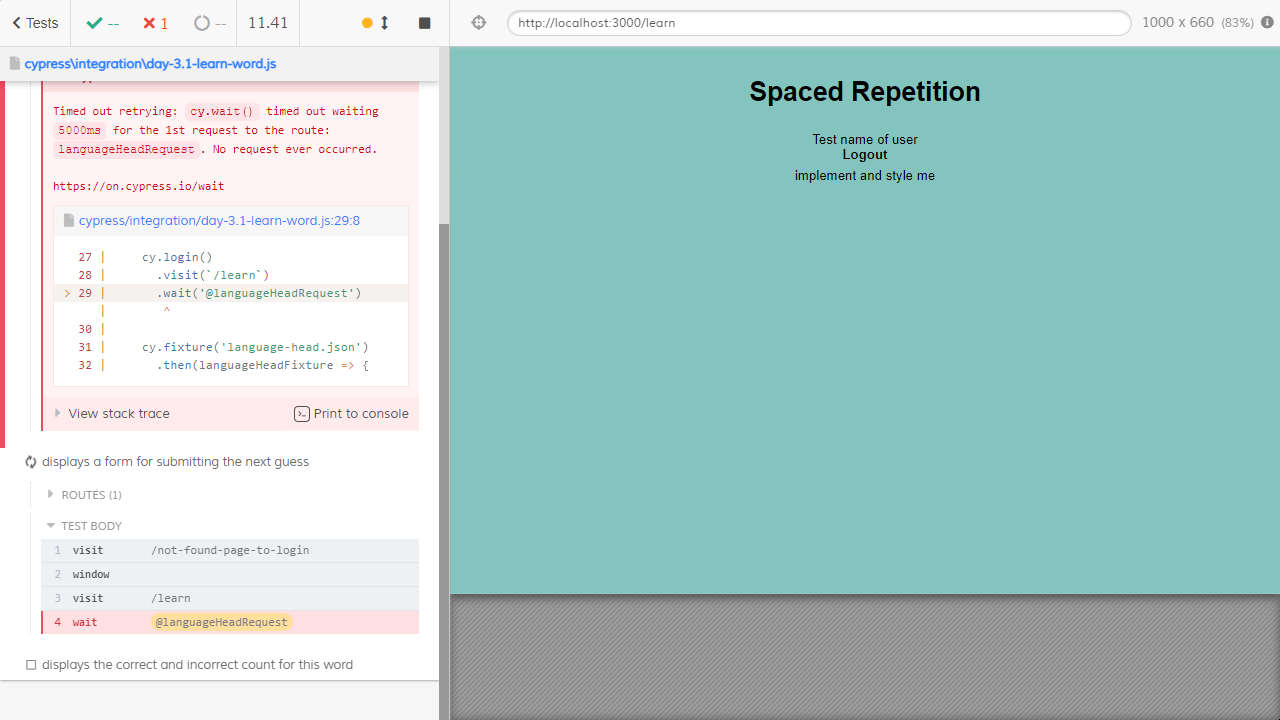 Tests
--
1
--
11.41
http://localhost:3000/learn
1000 x 660 (83%)
cypress\integration\day-3.1-learn-word.js
Timed out retrying: cy.wait() timed out waiting
5000ms for the 1st request to the route:
languageHeadRequest. No request ever occurred.
https://on.cypress.io/wait
cypress/integration/day-3.1-learn-word.js:29:8
27 | cy.login()
28 | .visit(`/learn`)
> 29 | .wait('@languageHeadRequest')
| ^
30 |
31 | cy.fixture('language-head.json')
32 | .then(languageHeadFixture => {
View stack trace
Print to console
displays a form for submitting the next guess
ROUTES (1)
TEST BODY
1 visit /not-found-page-to-login
2 window
3 visit /learn
4 wait @languageHeadRequest
displays the correct and incorrect count for this word
Spaced Repetition
Test name of user
Logout
implement and style me